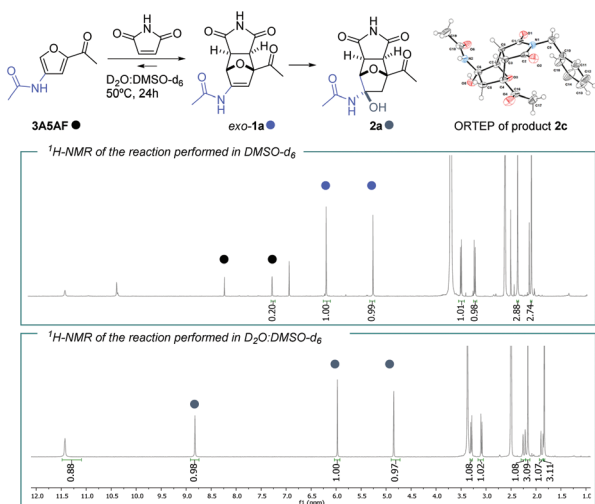 D2O:DMSO-d6
50ºC, 24h
3A5AF
exo-1a
2a
ORTEP of product 2c
1H-NMR of the reaction performed in DMSO-d6
0.20
1.00
0.99
1.01
0.98
2.88
2.74
1H-NMR of the reaction performed in D2O:DMSO-d6
0.88
0.98
1.00
0.97
1.08
1.02
1.08
3.09
1.07
3.11
12.0 11.5 11.0 10.5 10.0 9.5 9.0 8.5 8.0 7.5 7.0 6.5 6.0 5.5 5.0 4.5 4.0 3.5 3.0 2.5 2.0 1.5 1.0
f1 (ppm)